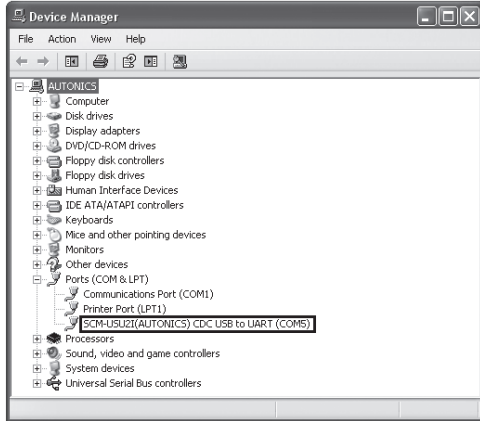 Device Manager
File Action View Help
AUTONICS
Computer
Disk drives
Display adapters
DVD/CD-ROM drives
Floppy disk controllers
Floppy disk drives
Human Interface Devices
IDE ATA/ATAPI controllers
Keyboards
Mice and other pointing devices
Monitors
Other devices
Ports (COM & LPT)
Communications Port (COM1)
Printer Port (LPT1)
SCM-USU2I(AUTONICS) CDC USB to UART (COM5)
Processors
Sound, video and game controllers
System devices
Universal Serial Bus controllers